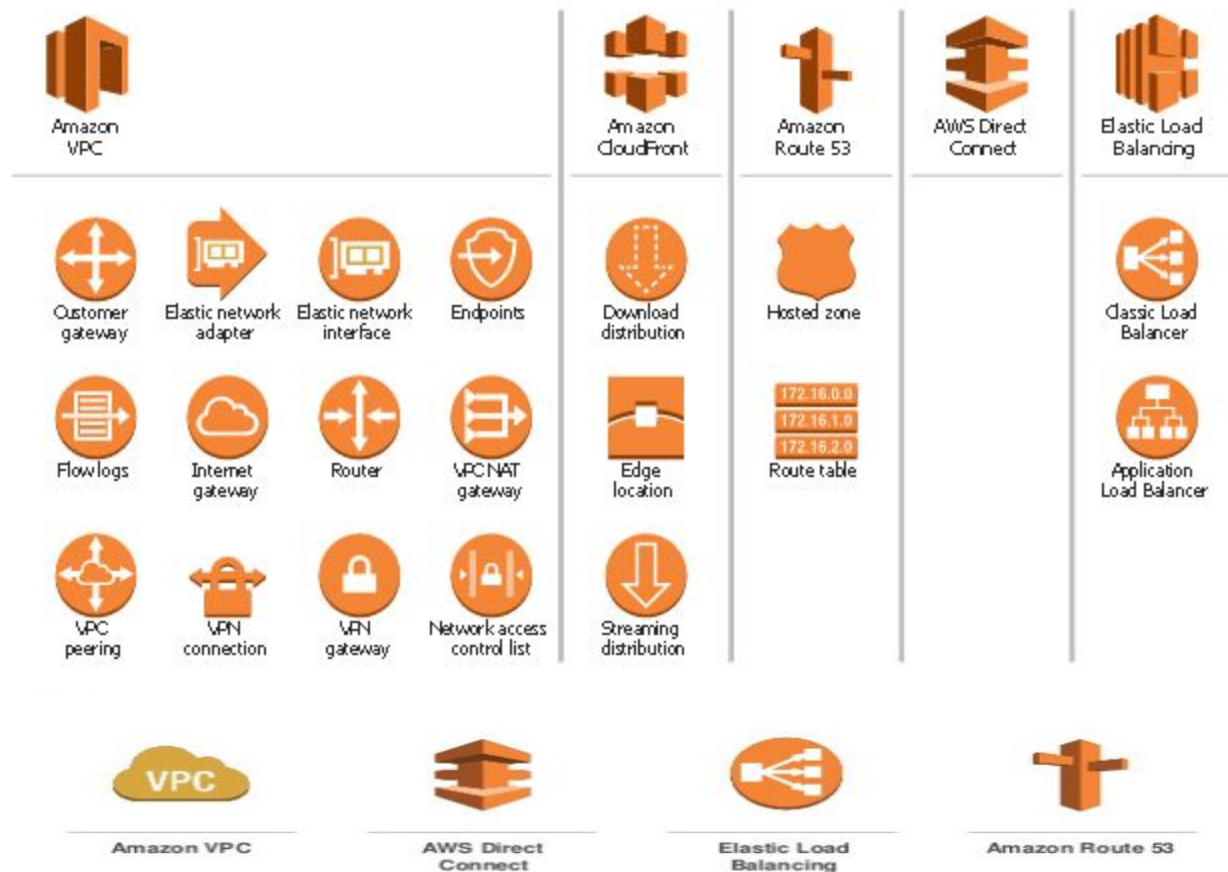 Amazon
VPC
Amazon
CloudFront
Amazon
Route 53
AWS Direct
Connect
Elastic Load
Balancing
Customer
gateway
Elastic network
adapter
Elastic network
interface
Endpoints
Download
distribution
Hosted zone
Classic Load
Balancer
Flow logs
Internet
gateway
Router
VPC NAT
gateway
Edge
location
172.16.0.0
172.16.1.0
172.16.2.0
Route table
Application
Load Balancer
VPC
peering
VPN
connection
VPN
gateway
Network access
control list
Streaming
distribution
VPC
Amazon VPC
AWS Direct
Connect
Elastic Load
Balancing
Amazon Route 53